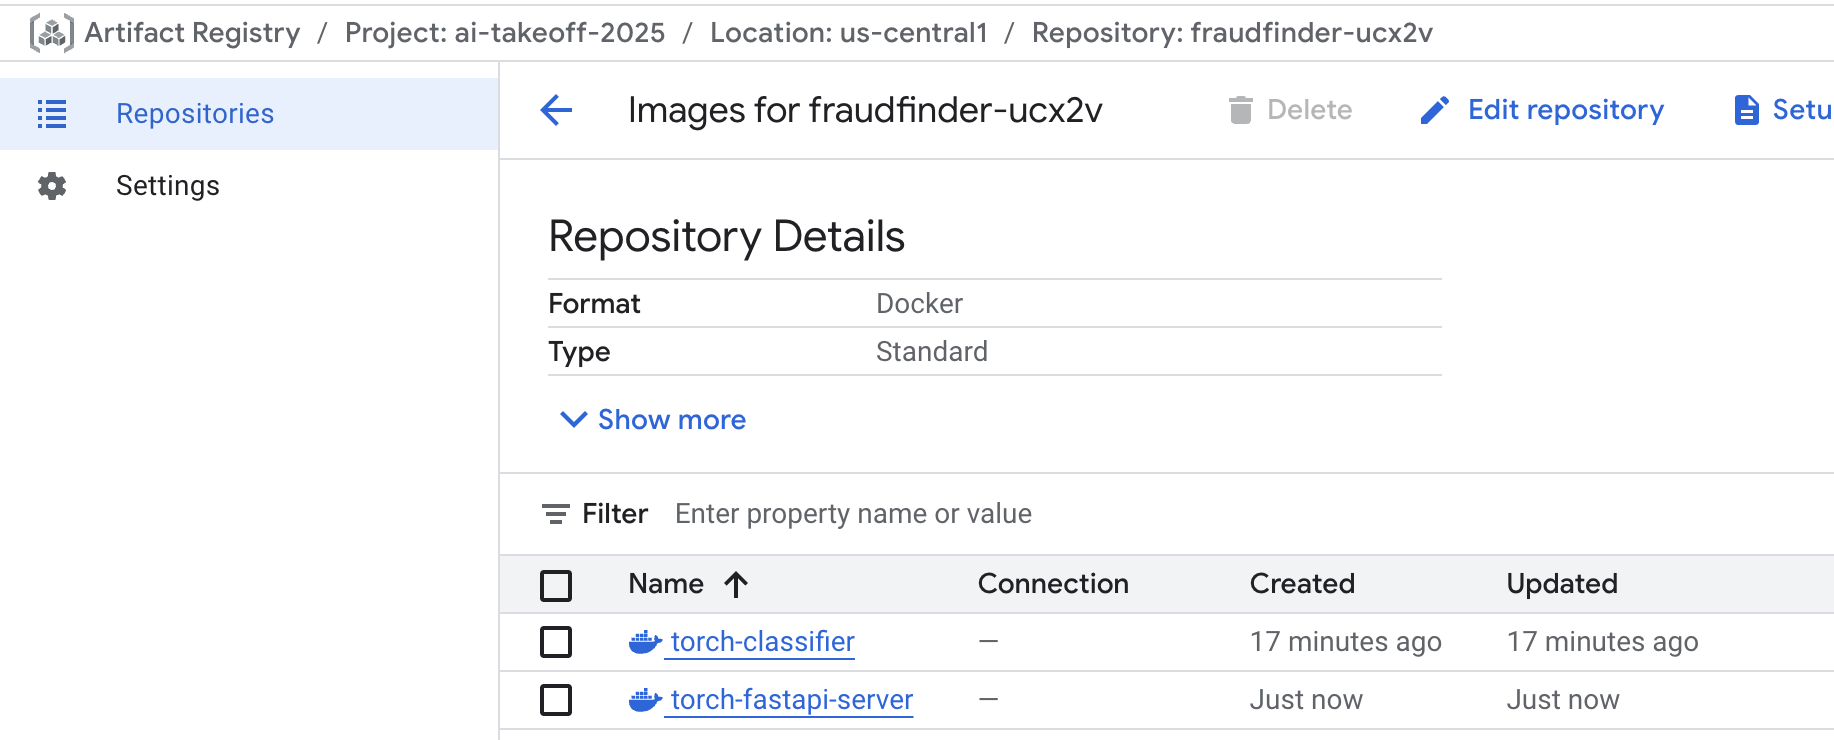 Artifact Registry / Project: ai-takeoff-2025 / Location: us-central1 / Repository: fraudfinder-ucx2v
Repositories
Settings
Images for fraudfinder-ucx2v Delete Edit repository Setu
Repository Details
Format Docker
Type Standard
Show more
Filter Enter property name or value
Name Connection Created Updated
torch-classifier — 17 minutes ago 17 minutes ago
torch-fastapi-server — Just now Just now